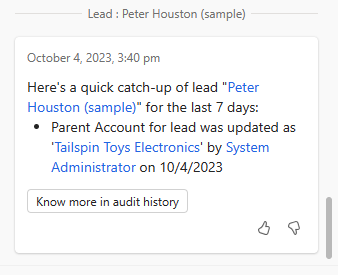 Lead : Peter Houston (sample)
October 4, 2023, 3:40 pm
Here's a quick catch-up of lead "Peter
Houston (sample)" for the last 7 days:
• Parent Account for lead was updated as
'Tailspin Toys Electronics' by System
Administrator on 10/4/2023
Know more in audit history